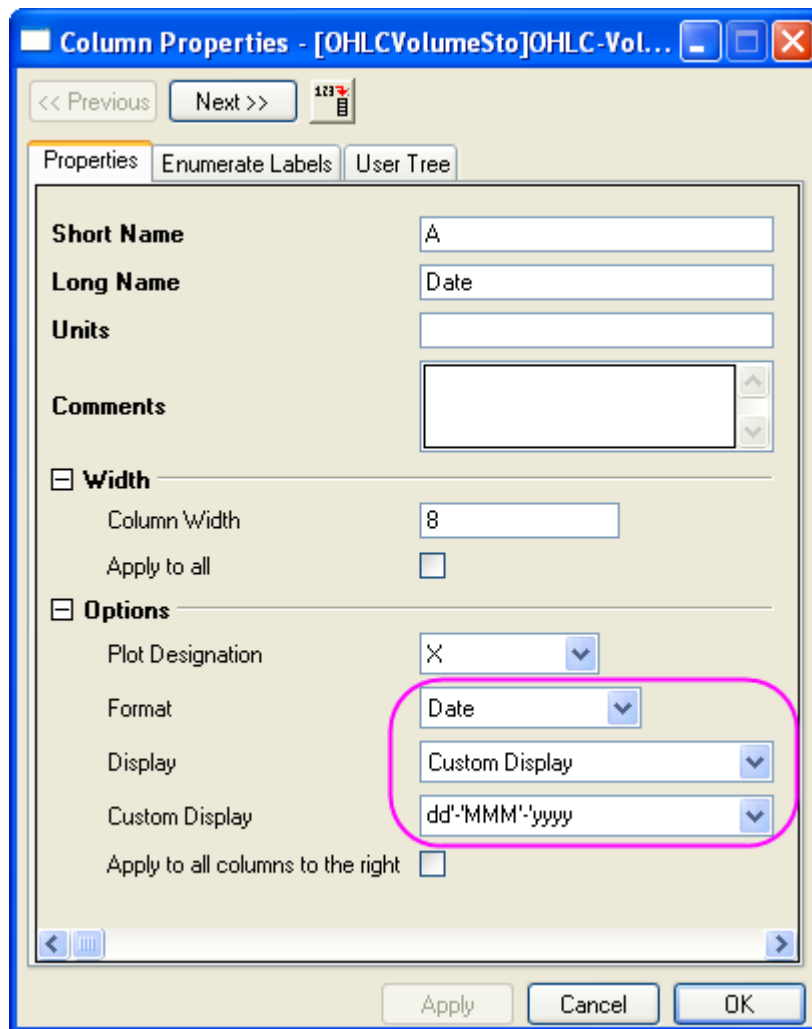 Column Properties - [OHLCVolumeSto]OHLC-Vol...
<< Previous Next >> 123
Properties Enumerate Labels User Tree
Short Name A
Long Name Date
Units
Comments
Width
Column Width 8
Apply to all
Options
Plot Designation X
Format Date
Display Custom Display
Custom Display dd'-'MMM'-'yyyy
Apply to all columns to the right
Apply Cancel OK